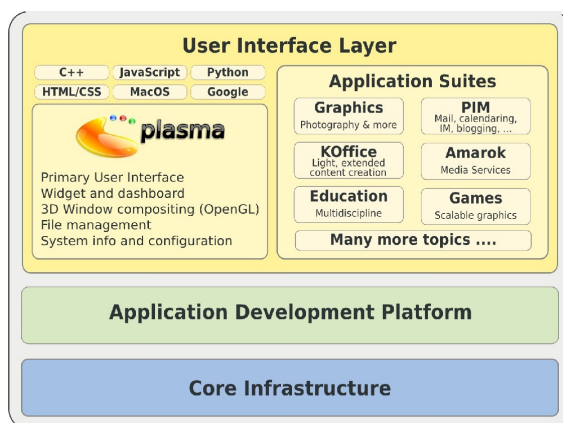 User Interface Layer
C++ JavaScript Python
HTML/CSS MacOS Google
plasma
Primary User Interface
Widget and dashboard
3D Window compositing (OpenGL)
File management
System info and configuration
Application Suites
Graphics
Photography & more
PIM
Mail, calendaring,
IM, blogging, ...
KOffice
Light, extended
content creation
Amarok
Media Services
Education
Multidiscipline
Games
Scalable graphics
Many more topics ....
Application Development Platform
Core Infrastructure